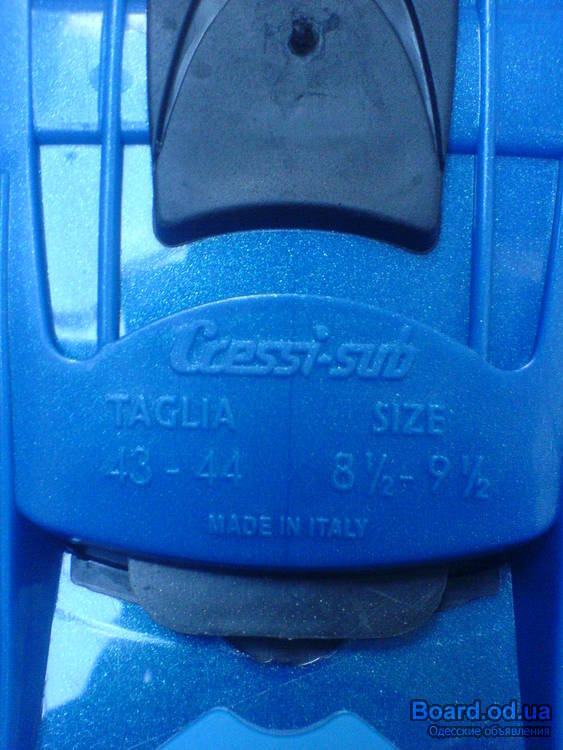 Cressi-sub
TAGLIA SIZE
43 - 44 8 ½ - 9 ½
MADE IN ITALY
Board.od.ua
Одесские объявления